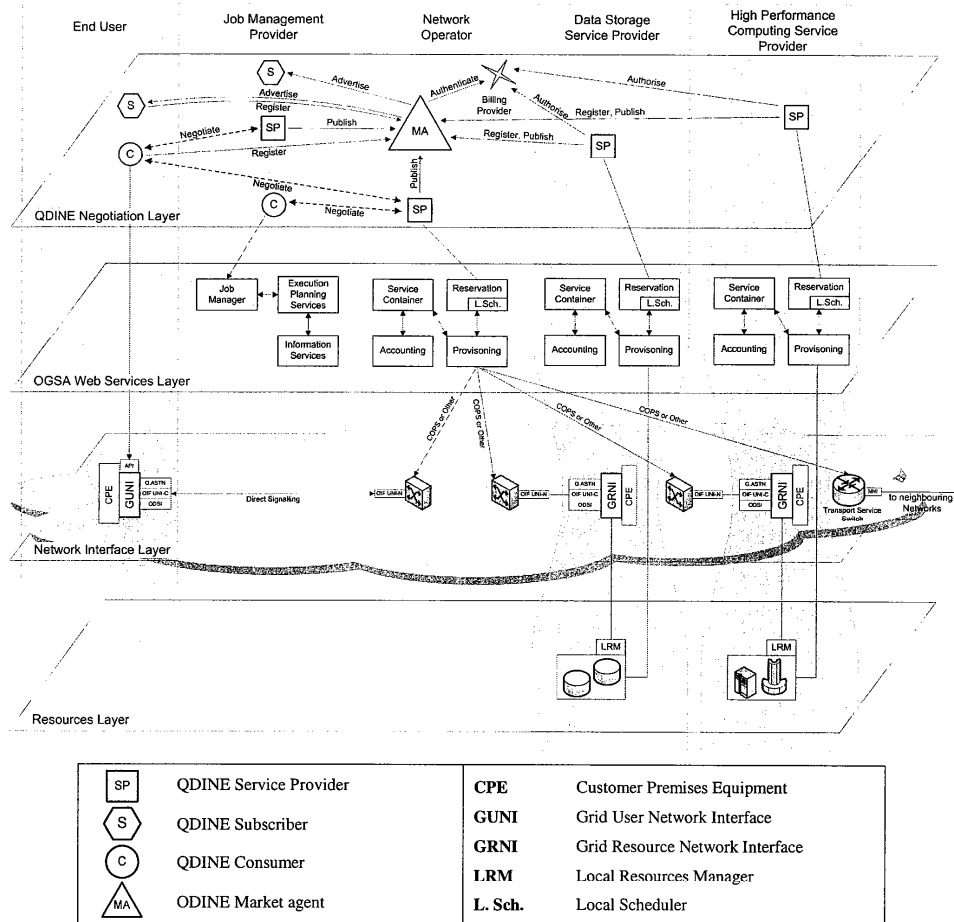 End User
Job Management
Provider
Network
Operator
Data Storage
Service Provider
High Performance
Computing Service
Provider
S
Advertise
Authenticate
Authorise
S
Advertise
Register
Billing
Provider
Authorise
Register, Publish
Negotiate
SP
Publish
MA
Register, Publish
SP
SP
C
Register
Publish
Negotiate
C
Negotiate
SP
QDINE Negotiation Layer
Job
Manager
Execution
Planning
Services
Information
Services
Service
Container
Reservation
L.Sch.
Accounting
Provisoning
Service
Container
Reservation
L.Sch.
Accounting
Provisoning
Service
Container
Reservation
L.Sch.
Accounting
Provisoning
OGSA Web Services Layer
COPS or Other
COPS
or Other
COPS or Other
COPS or Other
CPE
API
GUNI
G.ASTN
OIF UNI-C
ODSI
Direct Signalling
OIF UNI-N
OIF UNI-N
G.ASTN
OIF UNI-C
ODSI
GRNI
CPE
OIF UNI-N
G.ASTN
OIF UNI-C
ODSI
GRNI
CPE
NNI
to neighbouring
Networks
Transport Service
Switch
Network Interface Layer
LRM
LRM
Resources Layer
SP QDINE Service Provider
S QDINE Subscriber
C QDINE Consumer
MA QDINE Market agent
CPE Customer Premises Equipment
GUNI Grid User Network Interface
GRNI Grid Resource Network Interface
LRM Local Resources Manager
L. Sch. Local Scheduler